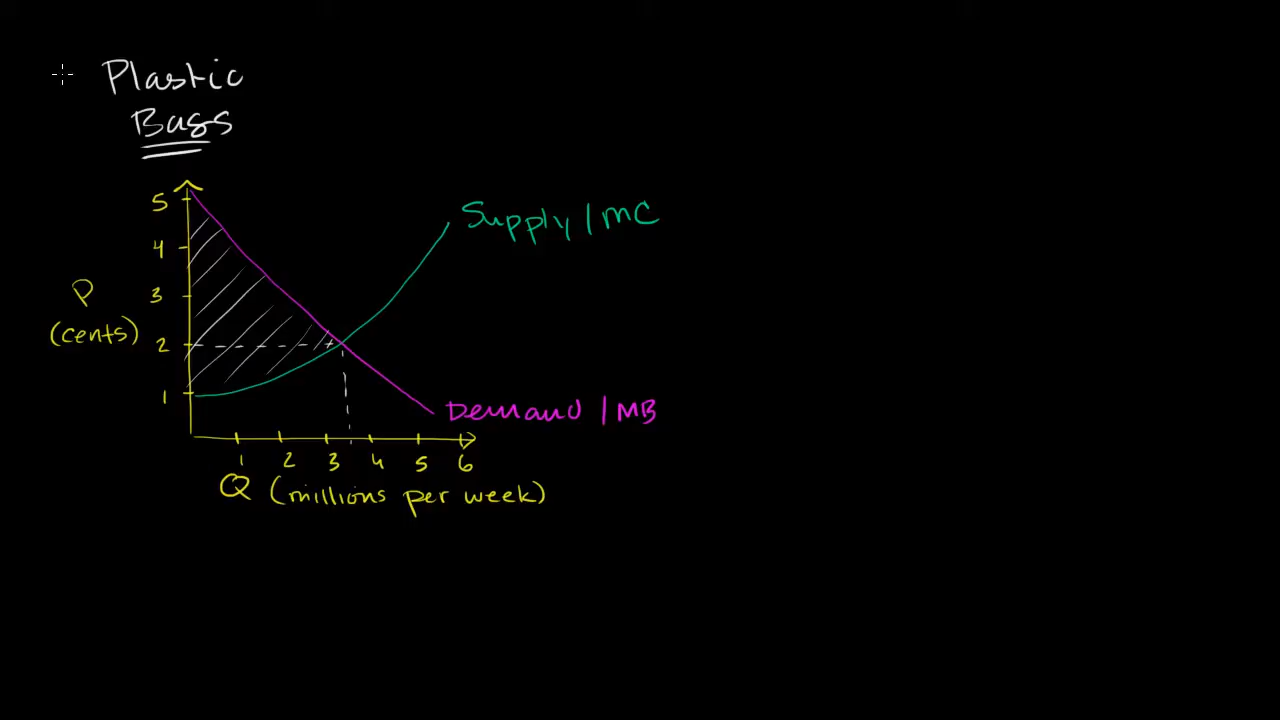 Plastic
Bags
5
4
3
2
1
P
(cents)
Supply/MC
Demand/MB
1 2 3 4 5 6
Q (millions per week)